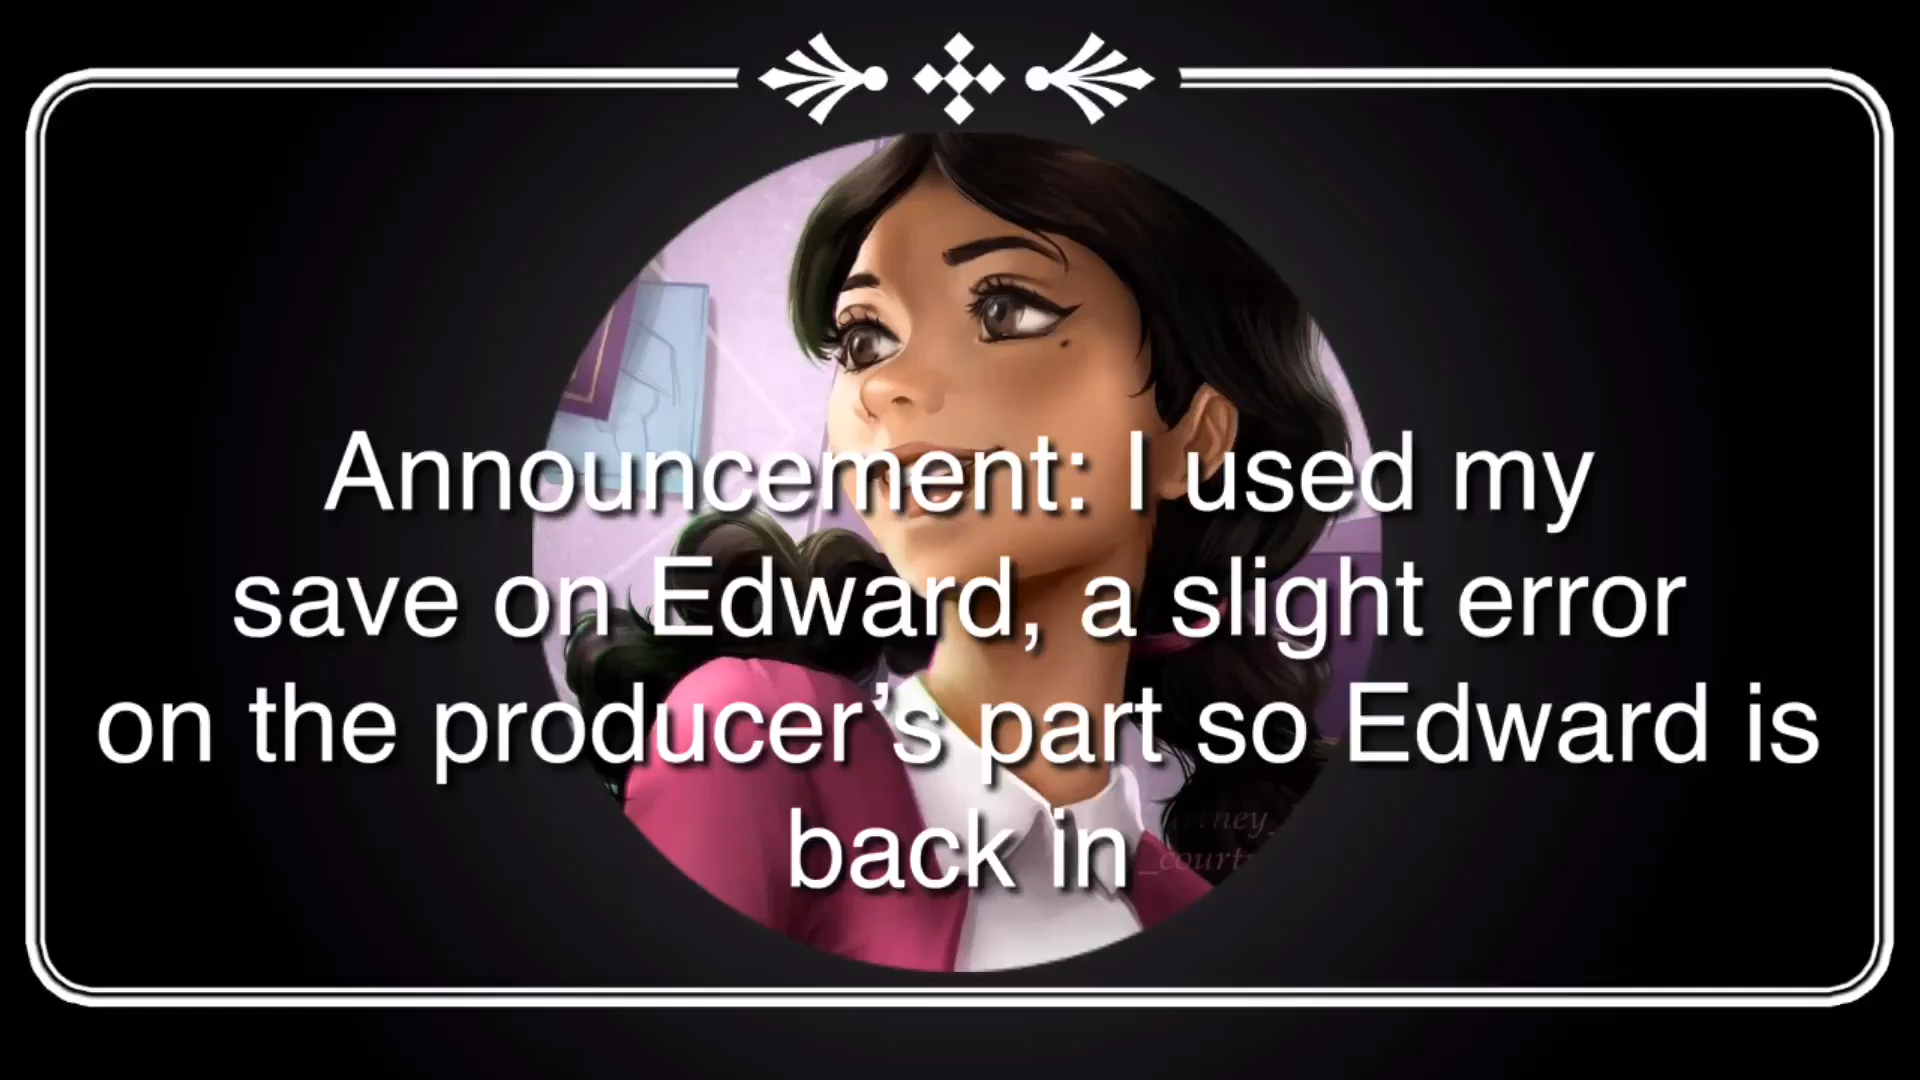 Announcement: I used my
save on Edward, a slight error
on the producer’s part so Edward is
back in